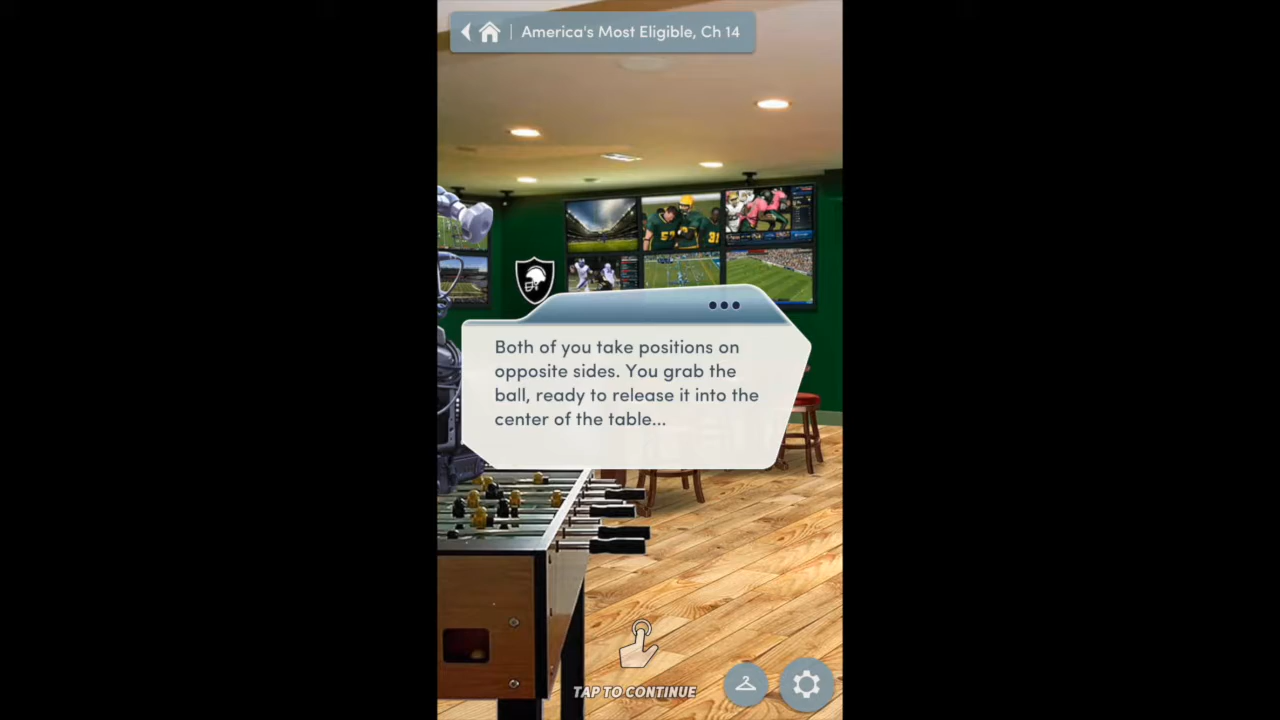 America's Most Eligible, Ch 14
Both of you take positions on
opposite sides. You grab the
ball, ready to release it into the
center of the table...
TAP TO CONTINUE